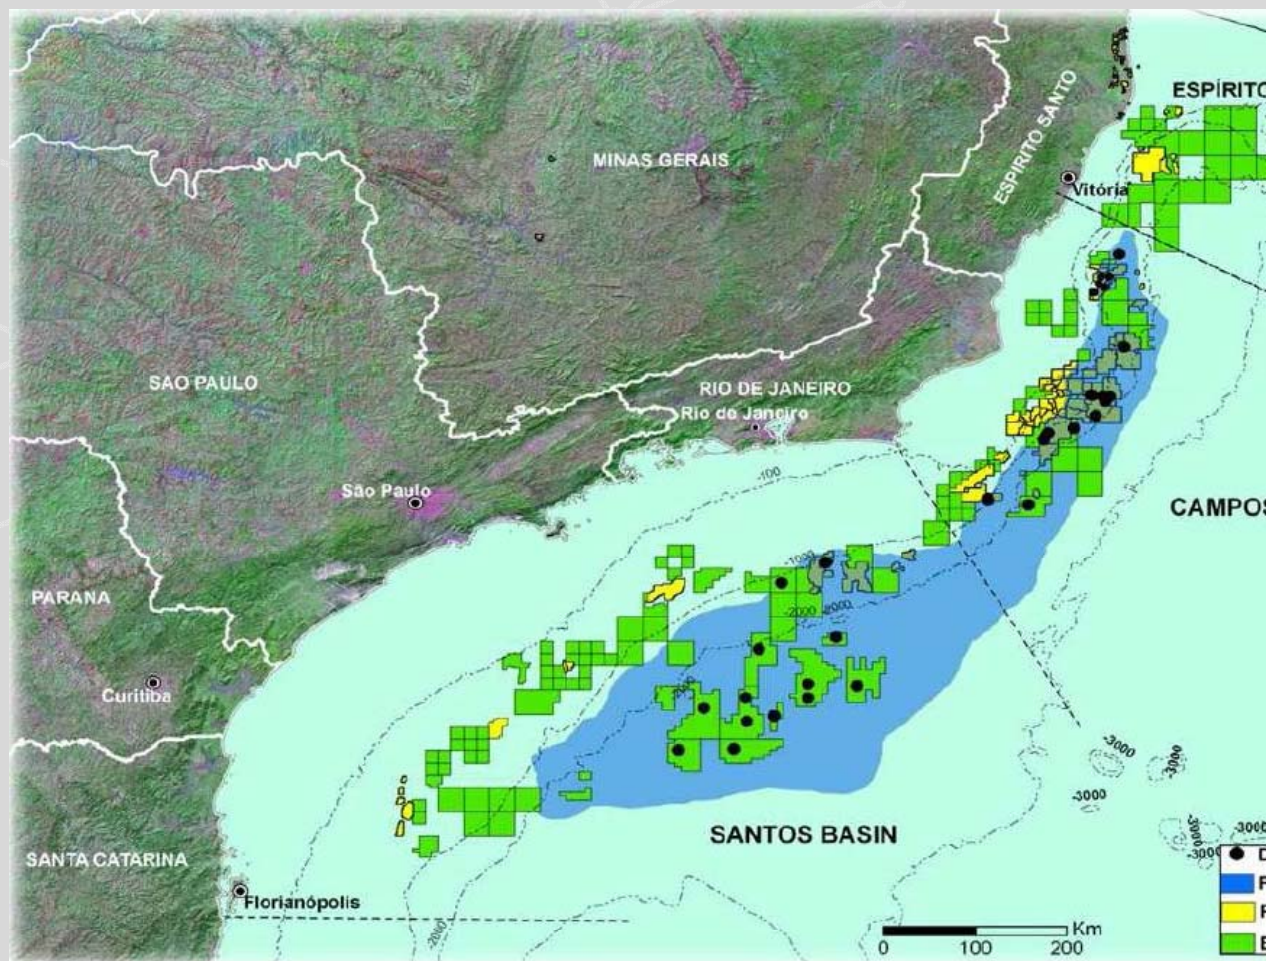 ESPÍRITO
MINAS GERAIS
ESPIRITO SANTO
Vitória
SAO PAULO
RIO DE JANEIRO
Rio de Janeiro
-100
São Paulo
CAMPOS
-1000
-2000
-2000
PARANA
-2000
Curitiba
-3000
-3000
-3000
SANTOS BASIN
-3000
-3000
-3000
SANTA CATARINA
Florianópolis
-2000
Km
0 100 200